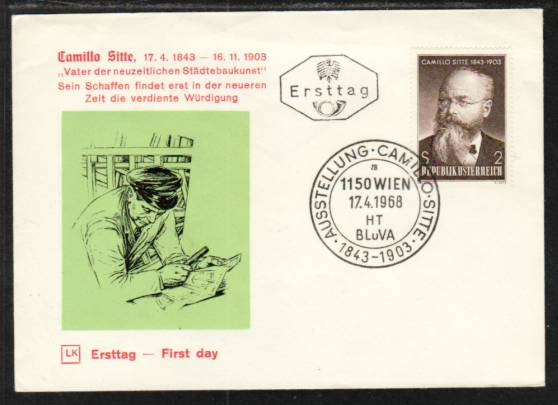 Camillo Sitte, 17. 4. 1843 — 16. 11. 1903
„Vater der neuzeitlichen Städtebaukunst“
Sein Schaffen findet erst in der neueren
Zeit die verdiente Würdigung
Ersttag
CAMILLO SITTE 1843-1903
S 2
REPUBLIK ÖSTERREICH
AUSSTELLUNG · CAMILLO · SITTE ·
1150 WIEN
17.4.1968
HT
BLuVA
· 1843-1903 ·
LK Ersttag — First day